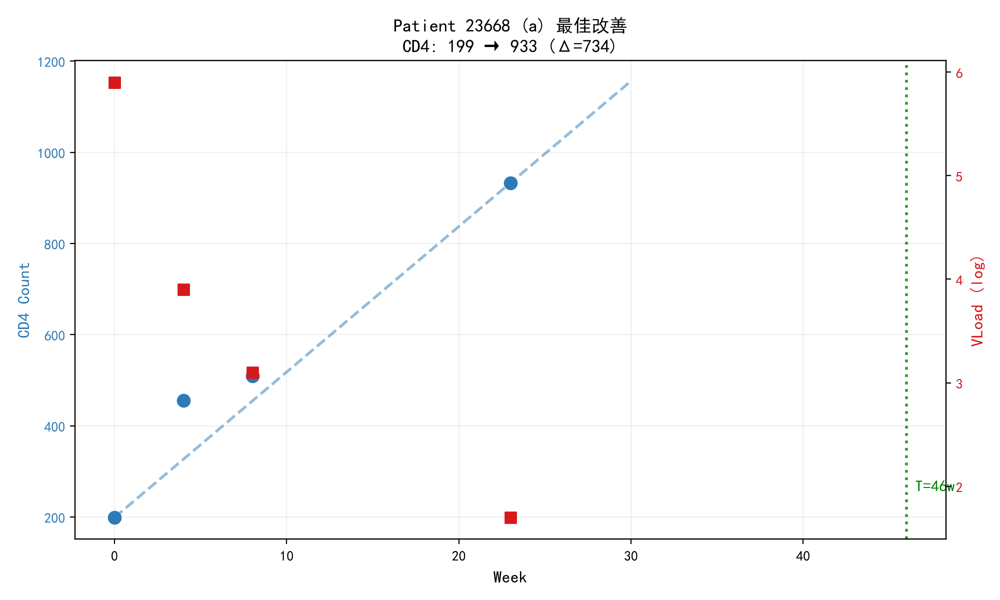 Patient 23668 (a) 最佳改善
CD4: 199 → 933 (Δ=734)
1200
1000
800
600
400
200
CD4 Count
6
5
4
3
2
VLoad (log)
T=46w
0 10 20 30 40
Week